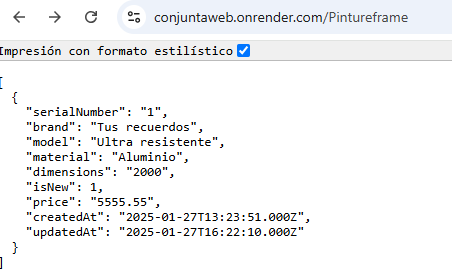 conjuntaweb.onrender.com/Pintureframe
Impresión con formato estilístico
[
  {
    "serialNumber": "1",
    "brand": "Tus recuerdos",
    "model": "Ultra resistente",
    "material": "Aluminio",
    "dimensions": "2000",
    "isNew": 1,
    "price": "5555.55",
    "createdAt": "2025-01-27T13:23:51.000Z",
    "updatedAt": "2025-01-27T16:22:10.000Z"
  }
]